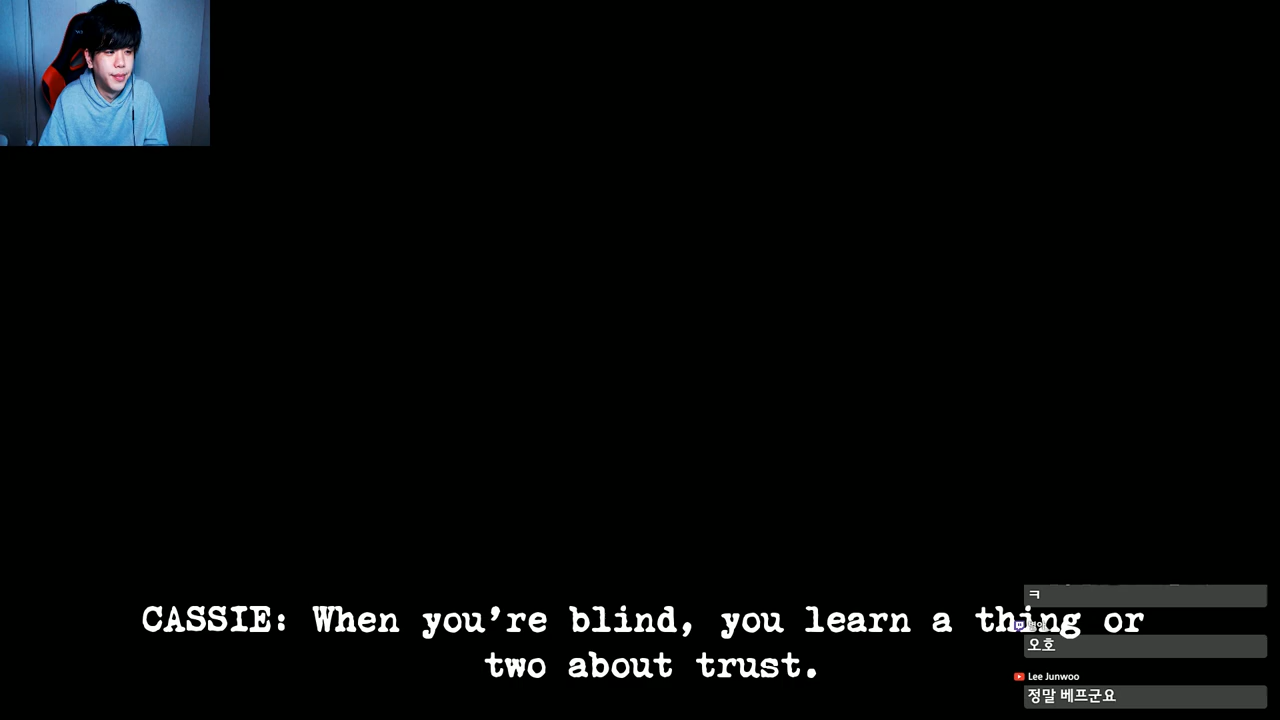 CASSIE: When you're blind, you learn a thing or
two about trust.
ㅋ
오호
Lee Junwoo
정말 베프군요